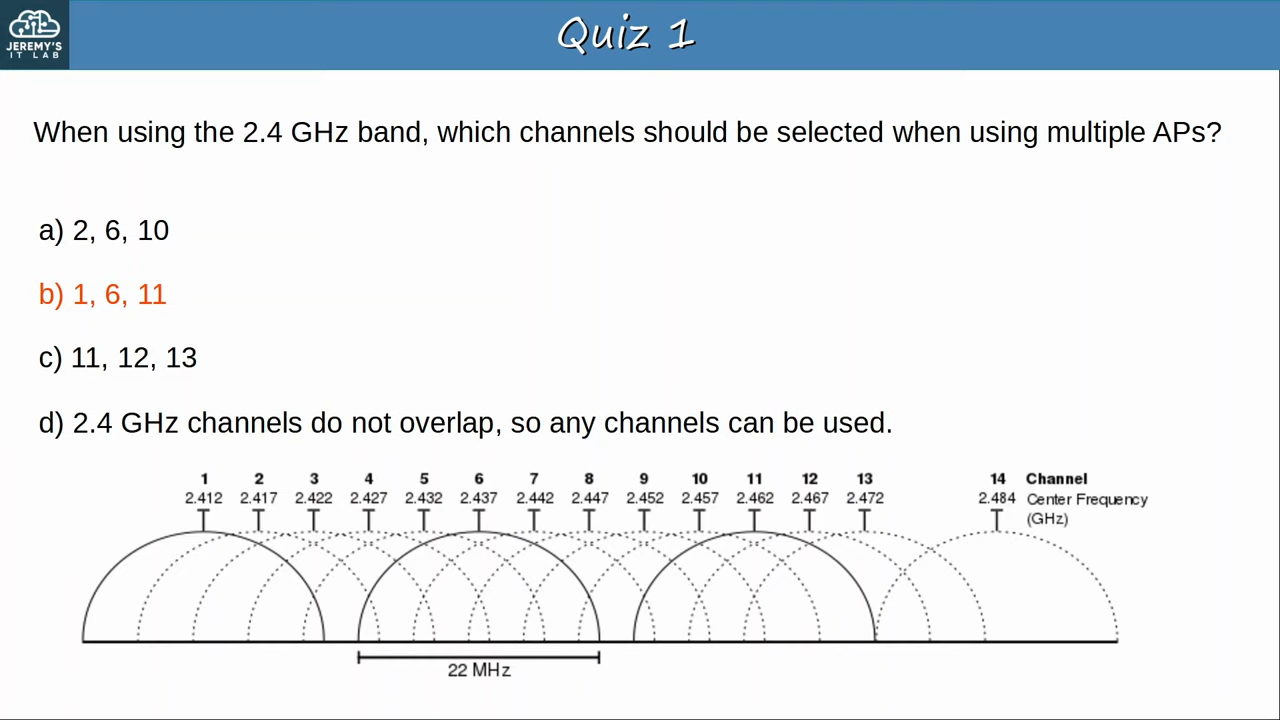 JEREMY'S
IT LAB
Quiz 1
When using the 2.4 GHz band, which channels should be selected when using multiple APs?
a) 2, 6, 10
b) 1, 6, 11
c) 11, 12, 13
d) 2.4 GHz channels do not overlap, so any channels can be used.
1 2 3 4 5 6 7 8 9 10 11 12 13 14 Channel
2.412 2.417 2.422 2.427 2.432 2.437 2.442 2.447 2.452 2.457 2.462 2.467 2.472 2.484 Center Frequency
(GHz)
22 MHz